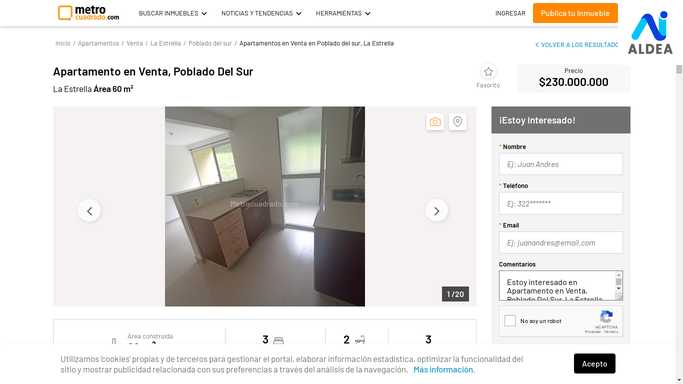 metro
cuadrado.com
BUSCAR INMUEBLES
NOTICIAS Y TENDENCIAS
HERRAMIENTAS
INGRESAR
Publica tu Inmueble
ALDEA
Inicio / Apartamentos / Venta / La Estrella / Poblado del sur / Apartamentos en Venta en Poblado del sur, La Estrella
VOLVER A LOS RESULTADO
Apartamento en Venta, Poblado Del Sur
La Estrella Área 60 m²
Favorito
Precio
$230.000.000
Metrocuadrado.com
1 / 20
¡Estoy Interesado!
* Nombre
Ej: Juan Andres
* Teléfono
Ej: 322*******
* Email
Ej: juanandres@email.com
Comentarios
Estoy interesado en
Apartamento en Venta,
Poblado Del Sur, La Estrella
No soy un robot
reCAPTCHA
Privacidad - Términos
Área construida
3
2
3
Utilizamos 'cookies' propias y de terceros para gestionar el portal, elaborar información estadística, optimizar la funcionalidad del
sitio y mostrar publicidad relacionada con sus preferencias a través del análisis de la navegación. Más información.
Acepto